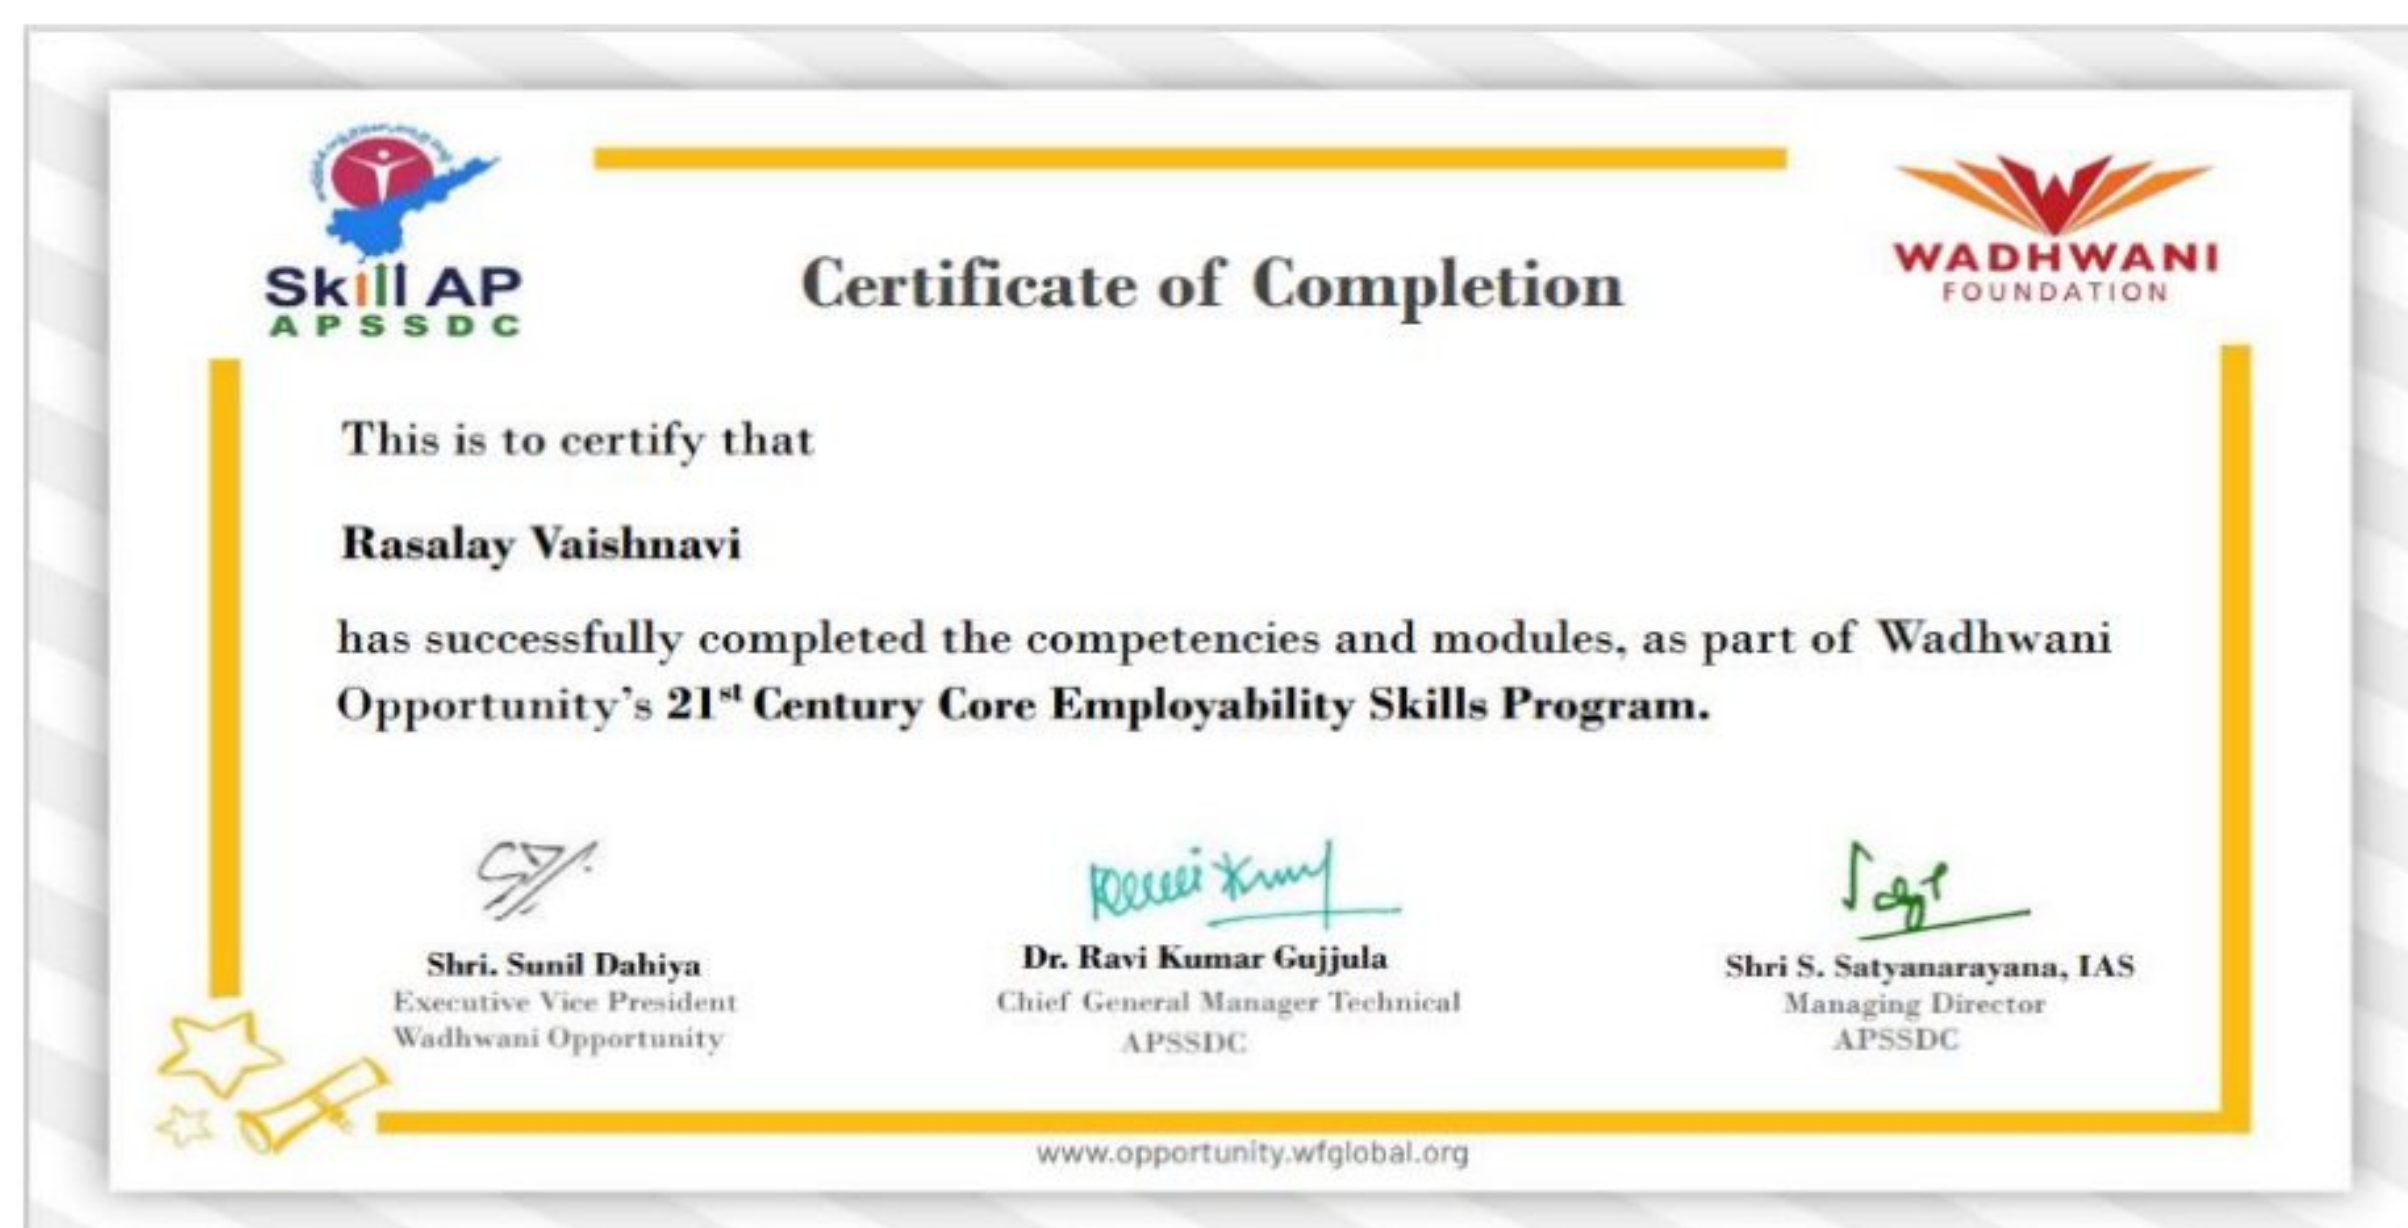 Skill AP
APSSDC
WADHWANI
FOUNDATION
Certificate of Completion
This is to certify that
Rasalay Vaishnavi
has successfully completed the competencies and modules, as part of Wadhwani
Opportunity's 21st Century Core Employability Skills Program.
Shri. Sunil Dahiya
Executive Vice President
Wadhwani Opportunity
Dr. Ravi Kumar Gujjula
Chief General Manager Technical
APSSDC
Shri S. Satyanarayana, IAS
Managing Director
APSSDC
www.opportunity.wfglobal.org